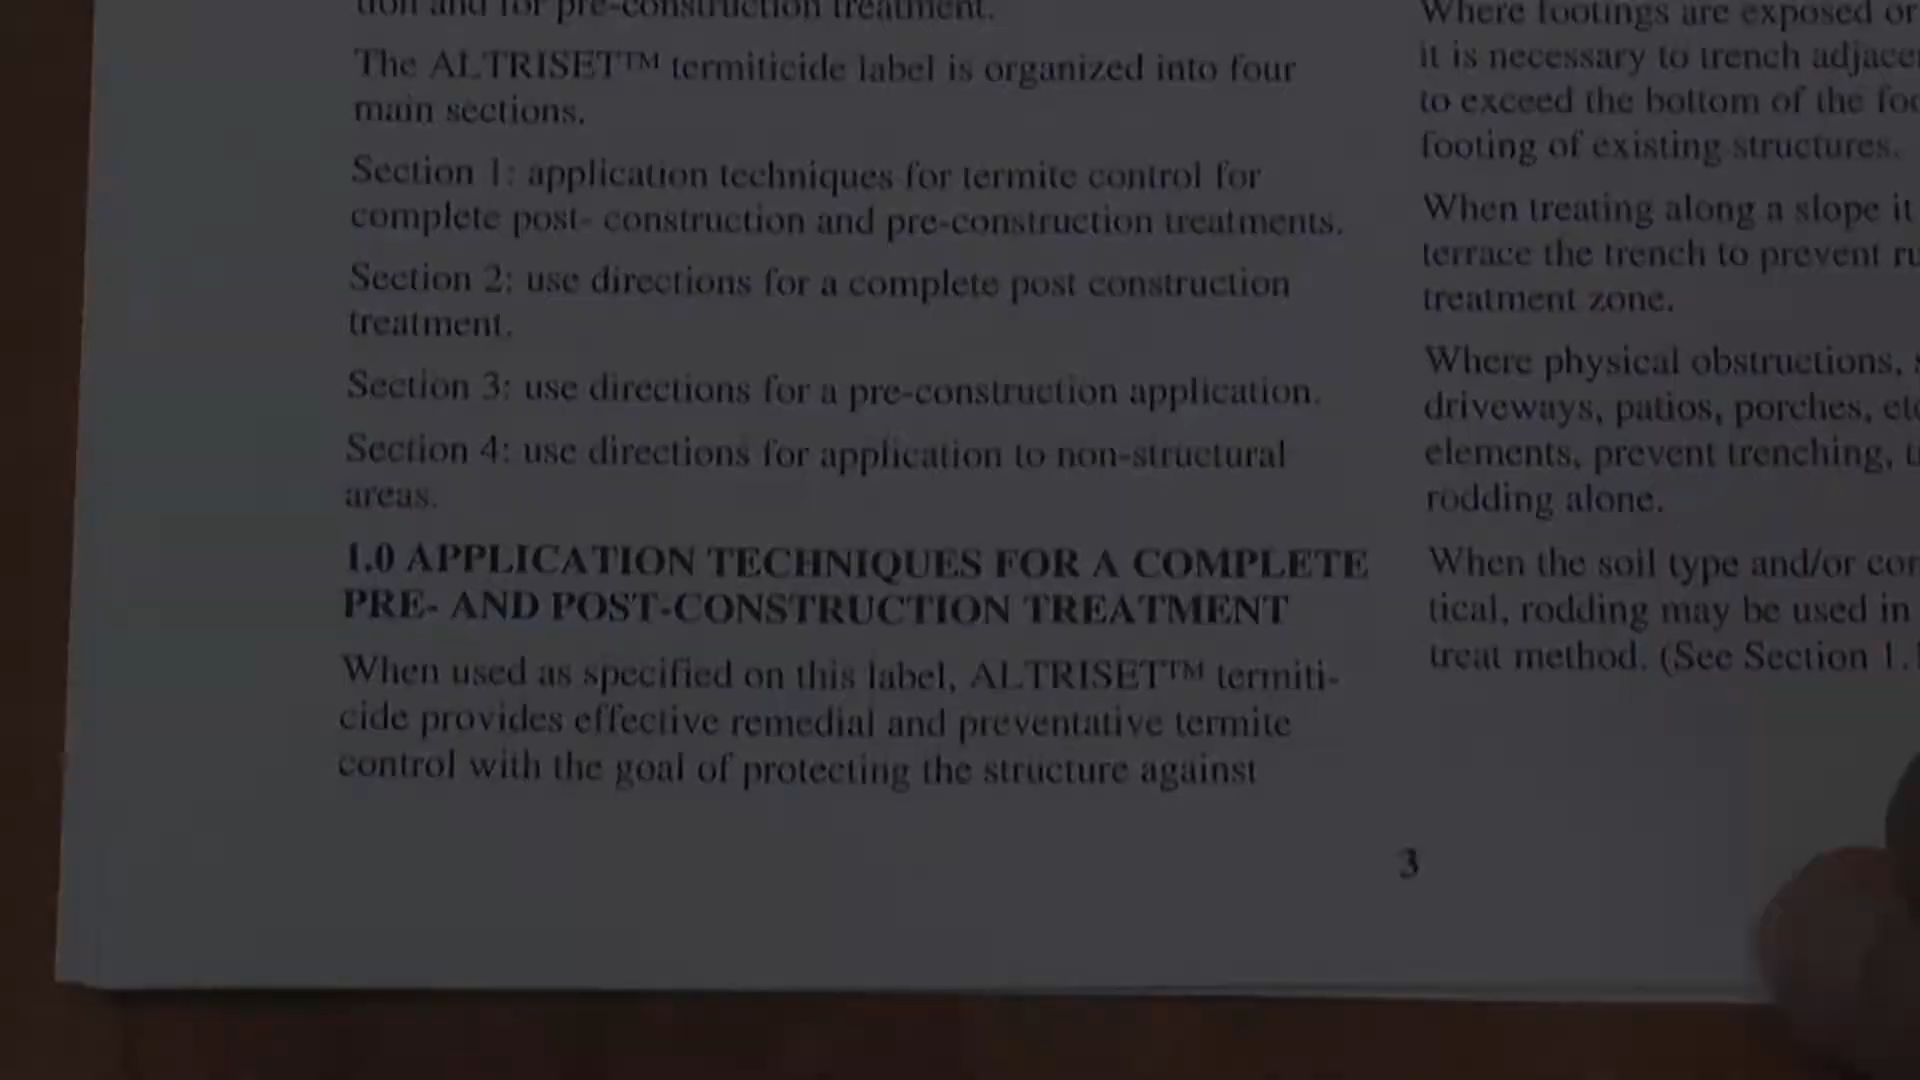 tion and for pre-construction treatment.
The ALTRISET™ termiticide label is organized into four
main sections.
Section 1: application techniques for termite control for
complete post- construction and pre-construction treatments.
Section 2: use directions for a complete post construction
treatment.
Section 3: use directions for a pre-construction application.
Section 4: use directions for application to non-structural
areas.
1.0 APPLICATION TECHNIQUES FOR A COMPLETE
PRE- AND POST-CONSTRUCTION TREATMENT
When used as specified on this label, ALTRISET™ termiti-
cide provides effective remedial and preventative termite
control with the goal of protecting the structure against
Where footings are exposed or
it is necessary to trench
to exceed the bottom of the
footing of existing structures.
When treating along a slope it
terrace the trench to prevent
treatment zone.
Where physical obstructions,
driveways, patios, porches,
elements, prevent trenching,
rodding alone.
When the soil type and/or
tical, rodding may be used in
treat method. (See Section 1.
3